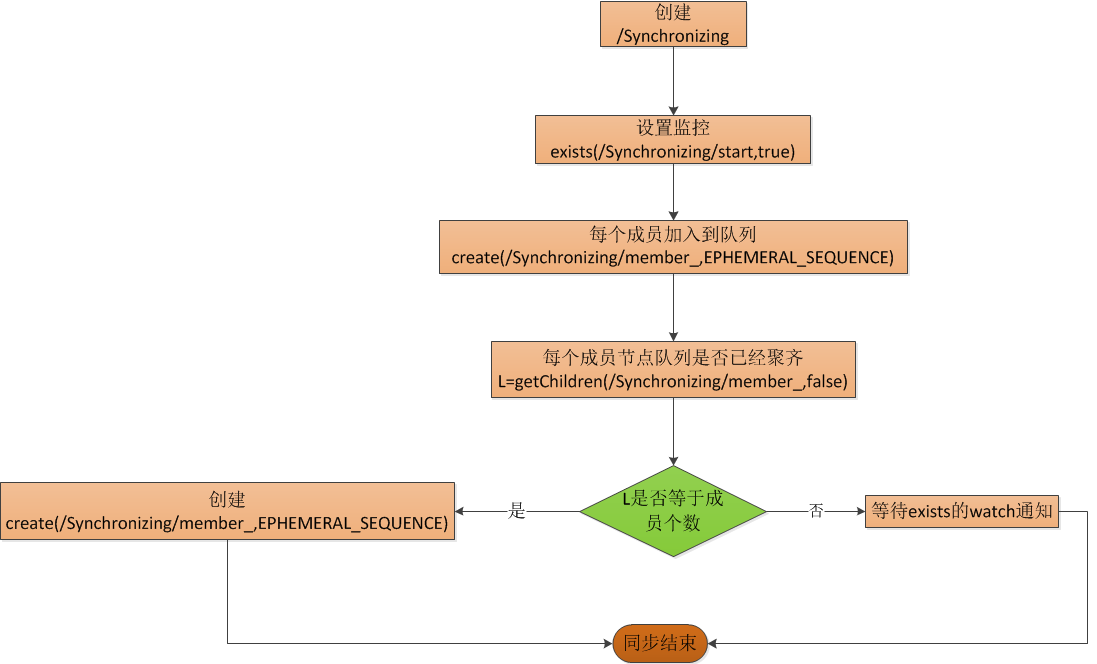 创建
/Synchronizing
设置监控
exists(/Synchronizing/start,true)
每个成员加入到队列
create(/Synchronizing/member_,EPHEMERAL_SEQUENCE)
每个成员节点队列是否已经聚齐
L=getChildren(/Synchronizing/member_,false)
L是否等于成
员个数
是
否
创建
create(/Synchronizing/member_,EPHEMERAL_SEQUENCE)
等待exists的watch通知
同步结束